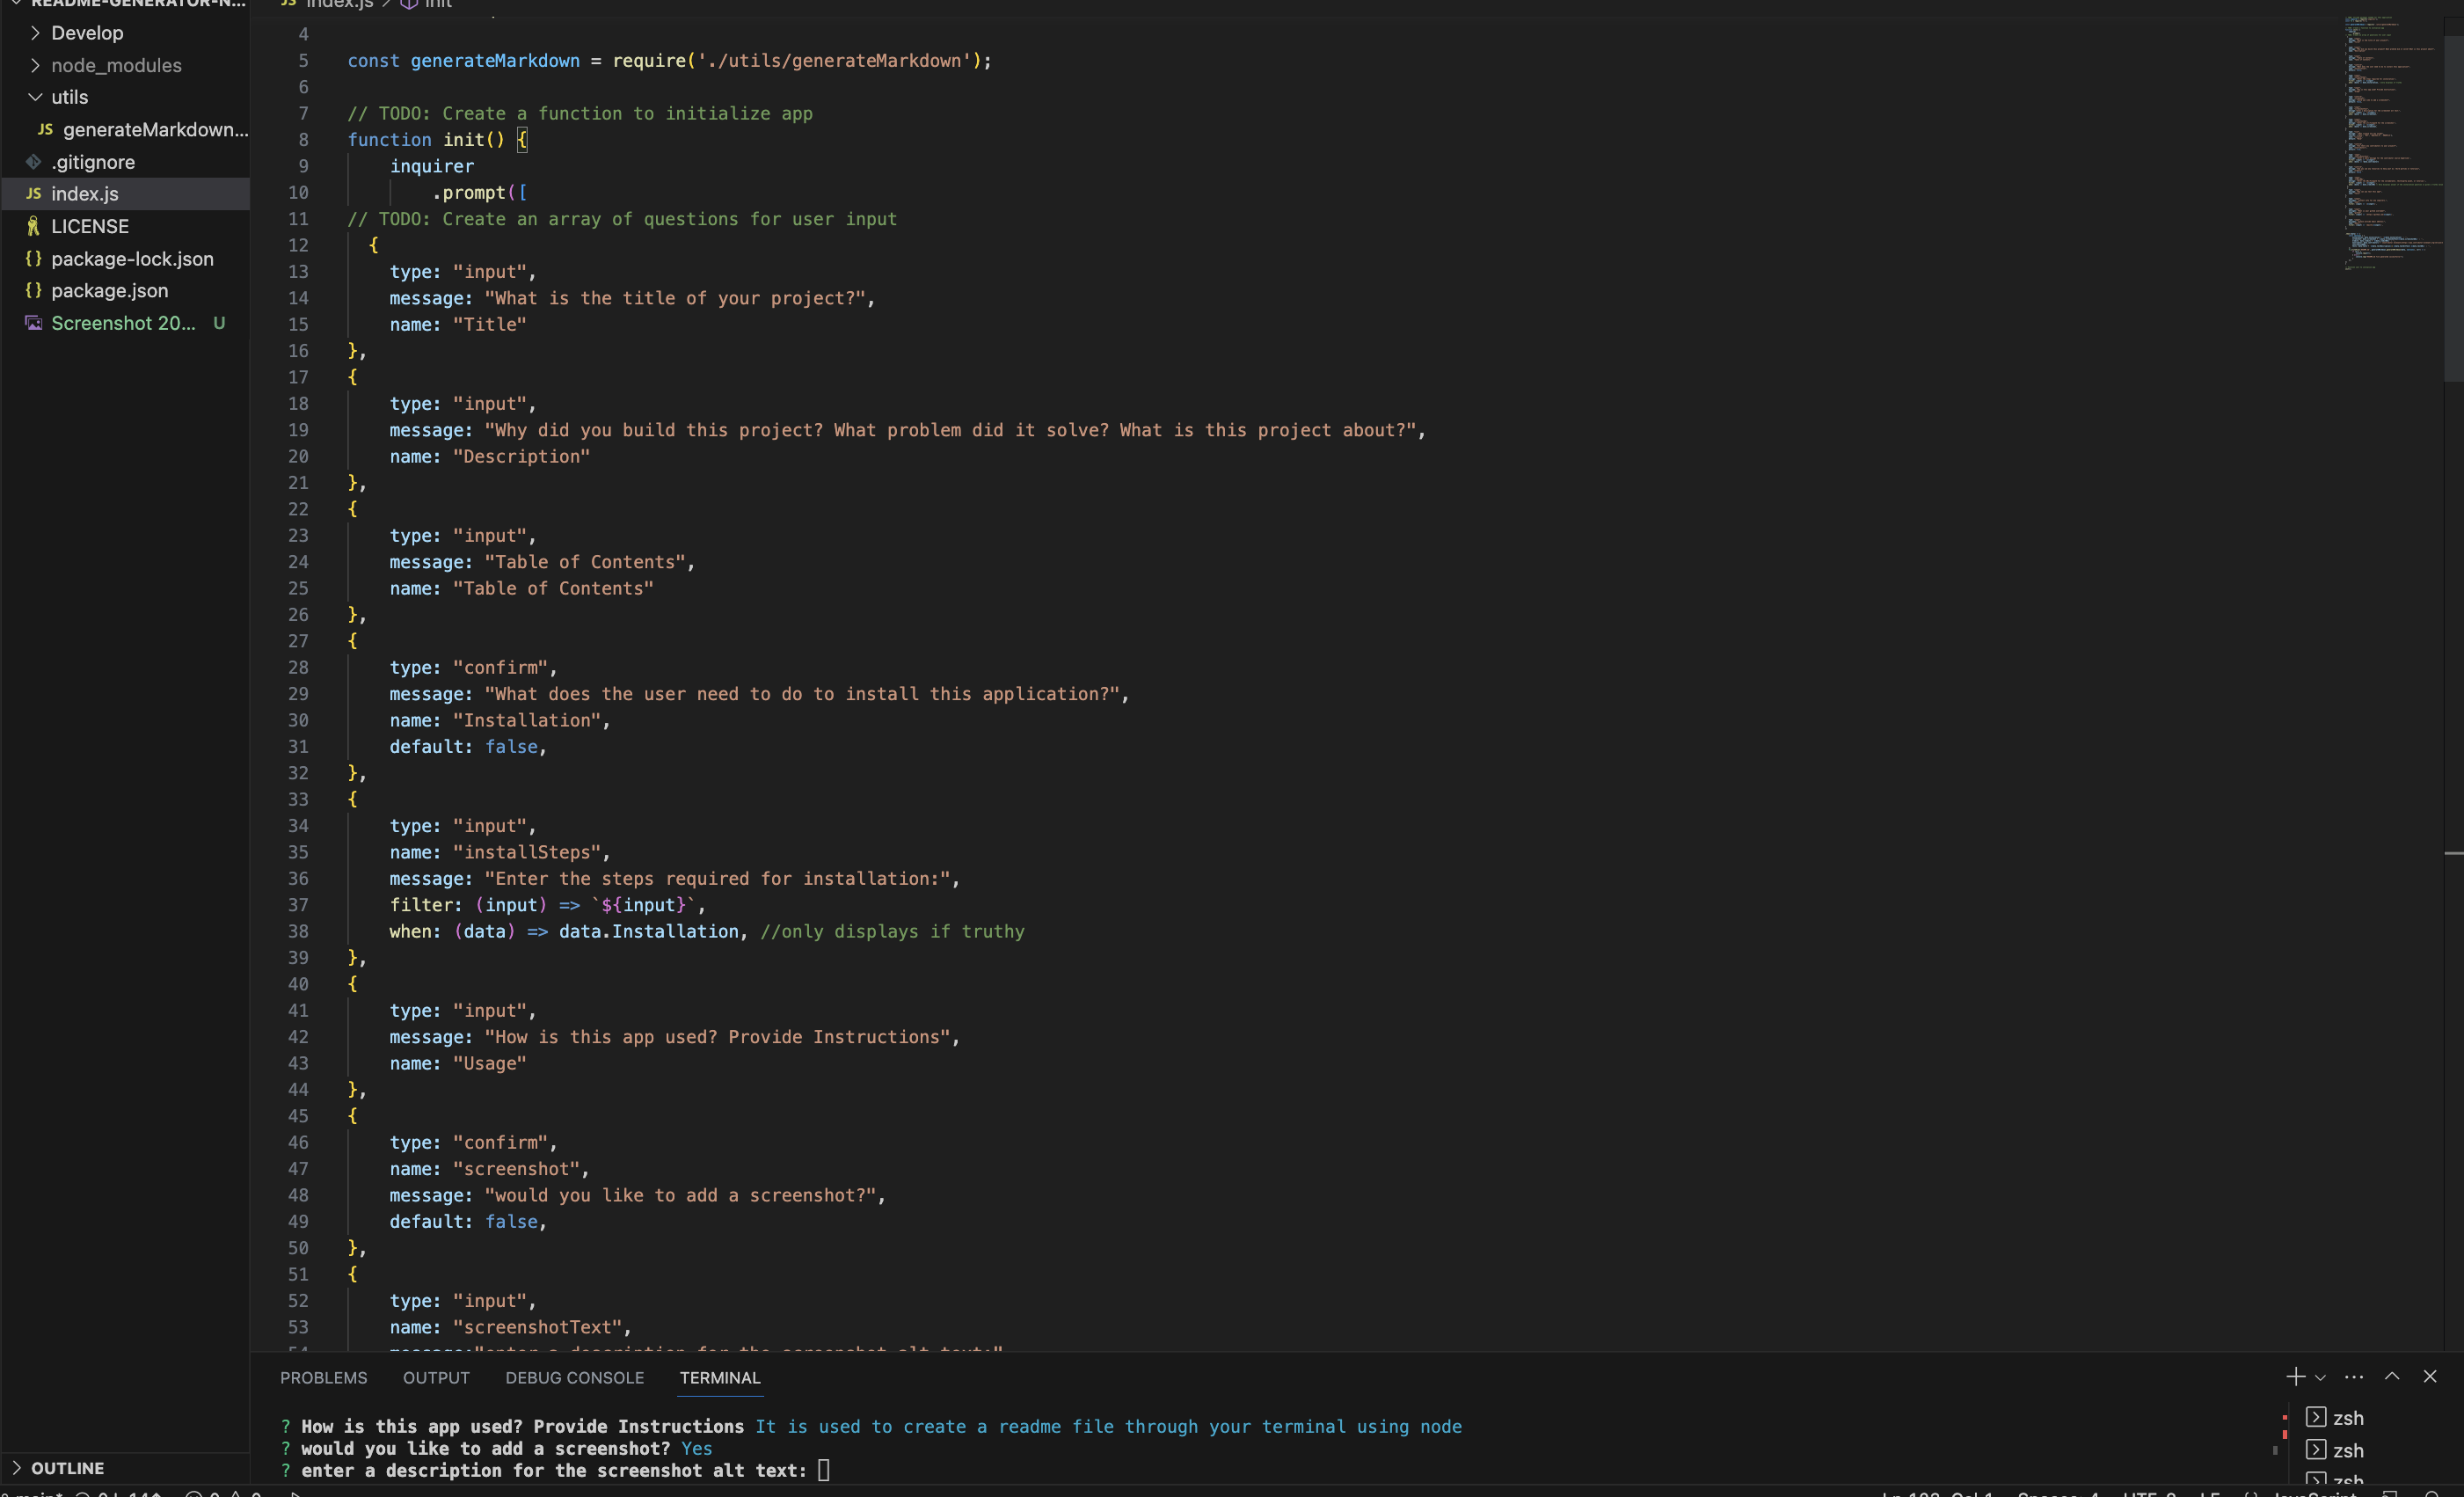 README-GENERATOR-N...
Develop
node_modules
utils
JS generateMarkdown...
.gitignore
JS index.js
LICENSE
{} package-lock.json
{} package.json
Screenshot 20... U
OUTLINE
JS index.js > init
4
5 const generateMarkdown = require('./utils/generateMarkdown');
6
7 // TODO: Create a function to initialize app
8 function init() {
9 inquirer
10 .prompt([
11 // TODO: Create an array of questions for user input
12 {
13 type: "input",
14 message: "What is the title of your project?",
15 name: "Title"
16 },
17 {
18 type: "input",
19 message: "Why did you build this project? What problem did it solve? What is this project about?",
20 name: "Description"
21 },
22 {
23 type: "input",
24 message: "Table of Contents",
25 name: "Table of Contents"
26 },
27 {
28 type: "confirm",
29 message: "What does the user need to do to install this application?",
30 name: "Installation",
31 default: false,
32 },
33 {
34 type: "input",
35 name: "installSteps",
36 message: "Enter the steps required for installation:",
37 filter: (input) => `${input}`,
38 when: (data) => data.Installation, //only displays if truthy
39 },
40 {
41 type: "input",
42 message: "How is this app used? Provide Instructions",
43 name: "Usage"
44 },
45 {
46 type: "confirm",
47 name: "screenshot",
48 message: "would you like to add a screenshot?",
49 default: false,
50 },
51 {
52 type: "input",
53 name: "screenshotText",
54 message:"enter a description for the screenshot alt text:"
PROBLEMS OUTPUT DEBUG CONSOLE TERMINAL
? How is this app used? Provide Instructions It is used to create a readme file through your terminal using node
? would you like to add a screenshot? Yes
? enter a description for the screenshot alt text:
zsh
zsh
zsh